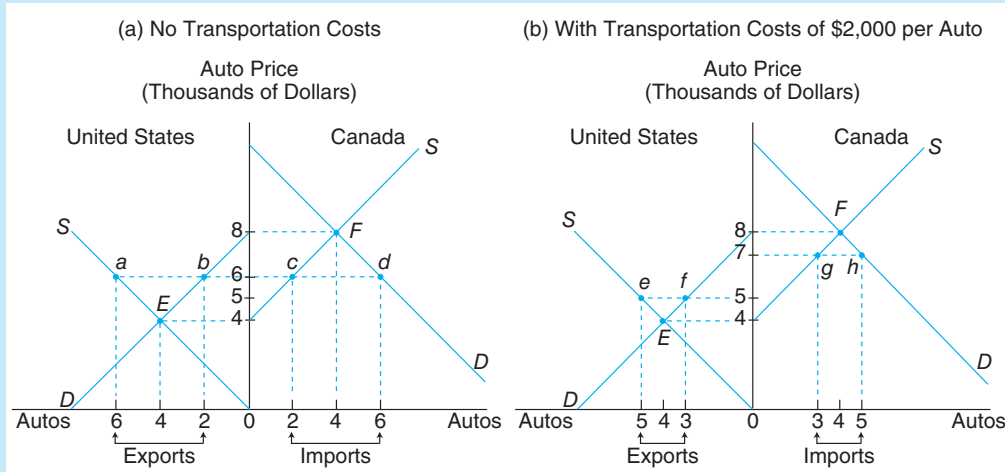 (a) No Transportation Costs
Auto Price
(Thousands of Dollars)
United States
Canada
S
S
8
F
a
b
c
d
6
5
E
4
D
D
Autos
6
4
2
0
2
4
6
Autos
Exports
Imports
(b) With Transportation Costs of $2,000 per Auto
Auto Price
(Thousands of Dollars)
United States
Canada
S
S
F
8
7
g
h
e
f
5
4
E
D
D
Autos
5
4
3
0
3
4
5
Autos
Exports
Imports